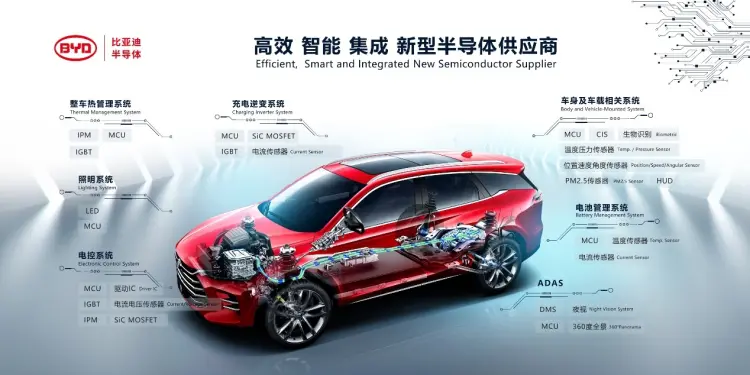 BYD
比亚迪
半导体
高效 智能 集成 新型半导体供应商
Efficient, Smart and Integrated New Semiconductor Supplier
整车热管理系统
Thermal Management System
IPM MCU
IGBT
充电逆变系统
Charging Inverter System
MCU SiC MOSFET
IGBT 电流传感器 Current Sensor
车身及车载相关系统
Body and Vehicle-Mounted System
MCU CIS 生物识别 Biometric
温度压力传感器 Temp. / Pressure Sensor
位置速度角度传感器 Position/Speed/Angular Sensor
PM2.5传感器 PM2.5 Sensor HUD
照明系统
Lighting System
LED
MCU
电池管理系统
Battery Management System
MCU 温度传感器 Temp. Sensor
电流传感器 Current Sensor
电控系统
Electronic Control System
MCU 驱动IC Driver IC
IGBT 电流电压传感器 Current/Voltage Sensor
IPM SiC MOSFET
ADAS
DMS 夜视 Night Vision System
MCU 360度全景 360°Panorama